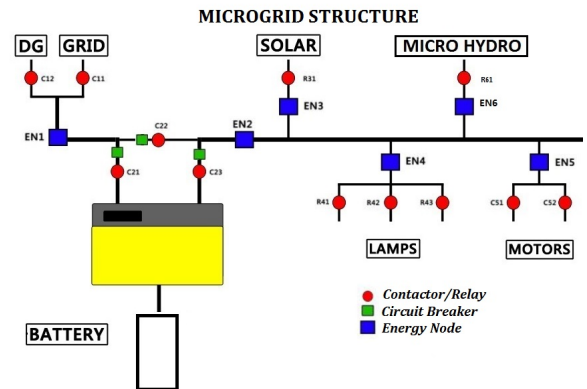 MICROGRID STRUCTURE
DG GRID SOLAR MICRO HYDRO
C12 C11 R31 R61
EN3 EN6
C22 EN2
EN1
EN4 EN5
C21 C23
R41 R42 R43 C51 C52
LAMPS MOTORS
Contactor/Relay
Circuit Breaker
Energy Node
BATTERY